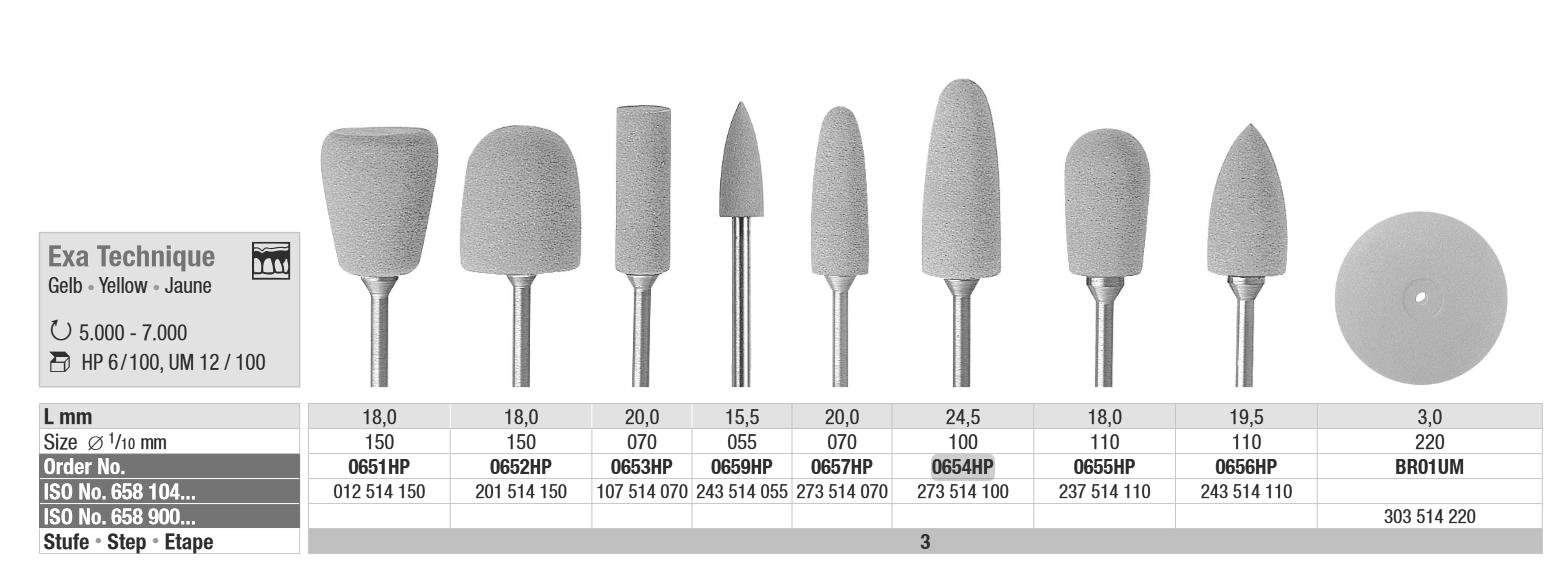 Exa Technique
Gelb • Yellow • Jaune
5.000 - 7.000
HP 6/100, UM 12 / 100
L mm 18,0 18,0 20,0 15,5 20,0 24,5 18,0 19,5 3,0
Size ∅ 1/10 mm 150 150 070 055 070 100 110 110 220
Order No. 0651HP 0652HP 0653HP 0659HP 0657HP 0654HP 0655HP 0656HP BR01UM
ISO No. 658 104... 012 514 150 201 514 150 107 514 070 243 514 055 273 514 070 273 514 100 237 514 110 243 514 110
ISO No. 658 900... 303 514 220
Stufe • Step • Etape 3